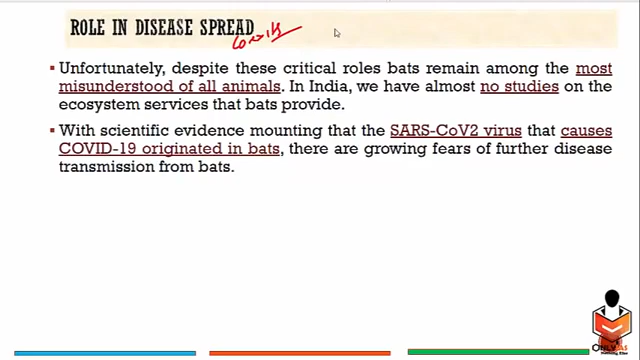 ROLE IN DISEASE SPREAD
Unfortunately, despite these critical roles bats remain among the most
misunderstood of all animals. In India, we have almost no studies on the
ecosystem services that bats provide.
With scientific evidence mounting that the SARS-CoV2 virus that causes
COVID-19 originated in bats, there are growing fears of further disease
transmission from bats.